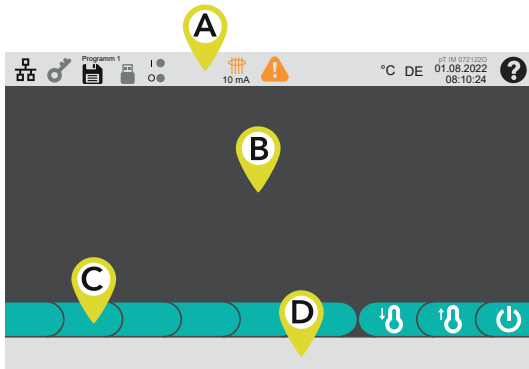 A
Programm 1
I
O
10 mA
°C DE
pT IM 072122O
01.08.2022
08:10:24
?
B
C
D